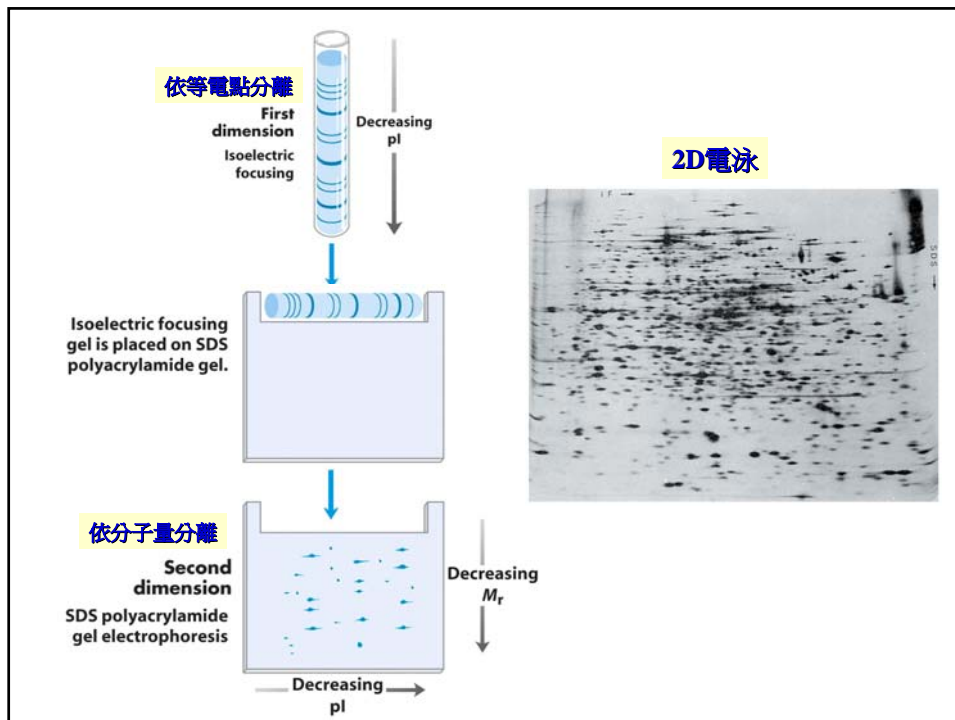 依等電點分離
First
dimension
Isoelectric
focusing
Decreasing
pI
2D電泳
IF
SDS
Isoelectric focusing
gel is placed on SDS
polyacrylamide gel.
依分子量分離
Second
dimension
SDS polyacrylamide
gel electrophoresis
Decreasing
Mr
Decreasing
pI